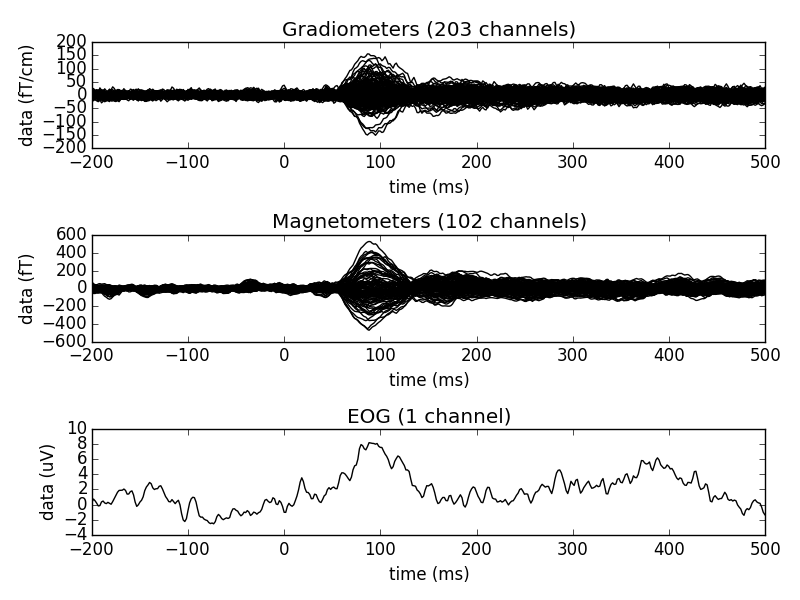 Gradiometers (203 channels)
data (fT/cm)
200
150
100
50
0
−50
−100
−150
−200
−200 −100 0 100 200 300 400 500
time (ms)
Magnetometers (102 channels)
data (fT)
600
400
200
0
−200
−400
−600
−200 −100 0 100 200 300 400 500
time (ms)
EOG (1 channel)
data (uV)
10
8
6
4
2
0
−2
−4
−200 −100 0 100 200 300 400 500
time (ms)